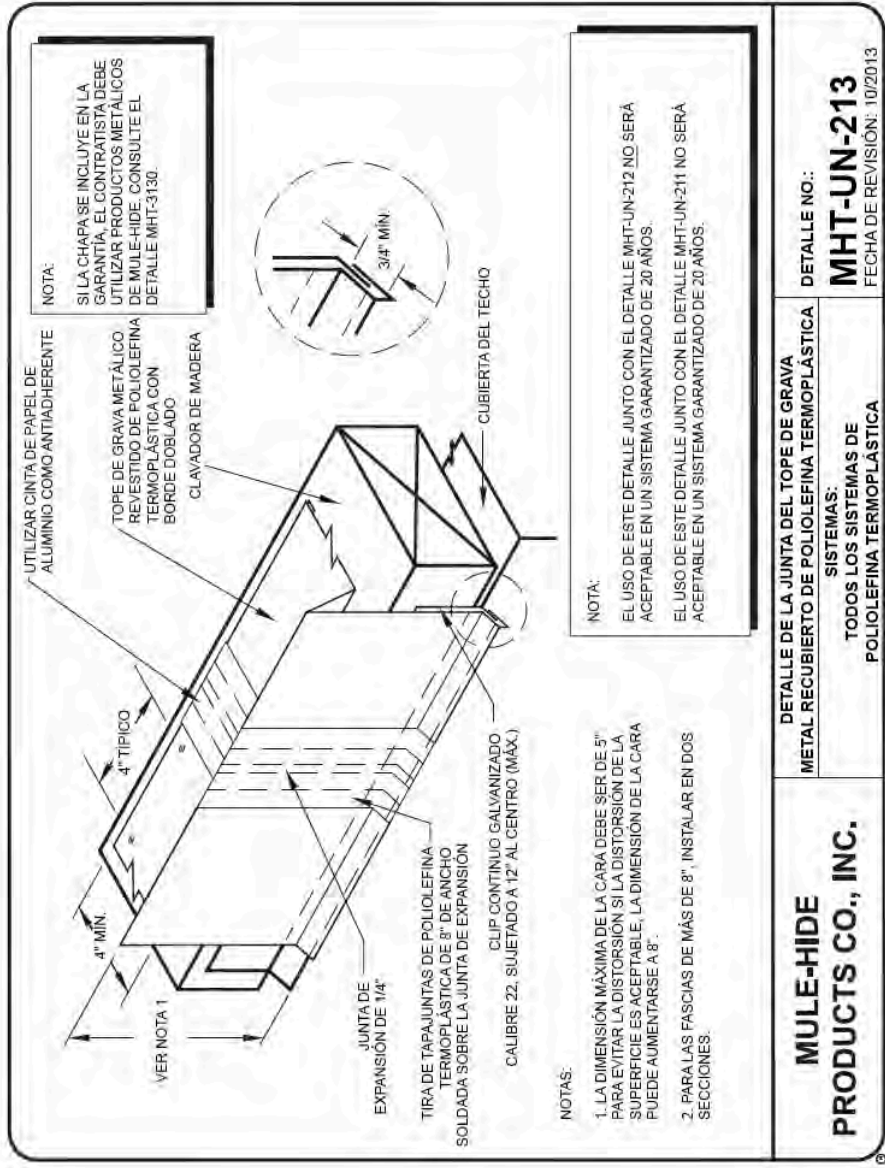 UTILIZAR CINTA DE PAPEL DE
ALUMINIO COMO ANTIADHERENTE
TOPE DE GRAVA METÁLICO
REVESTIDO DE POLIOLEFINA
TERMOPLÁSTICA CON
BORDE DOBLADO
CLAVADOR DE MADERA
NOTA:
SI LA CHAPA SE INCLUYE EN LA
GARANTÍA, EL CONTRATISTA DEBE
UTILIZAR PRODUCTOS METÁLICOS
DE MULE-HIDE. CONSULTE EL
DETALLE MHT-3130.
4" TÍPICO
4" MÍN.
VER NOTA 1
3/4" MÍN.
CUBIERTA DEL TECHO
JUNTA DE
EXPANSIÓN DE 1/4"
TIRA DE TAPAJUNTAS DE POLIOLEFINA
TERMOPLÁSTICA DE 8" DE ANCHO
SOLDADA SOBRE LA JUNTA DE EXPANSIÓN
CLIP CONTINUO GALVANIZADO
CALIBRE 22, SUJETADO A 12" AL CENTRO (MÁX.)
NOTAS:
1. LA DIMENSIÓN MÁXIMA DE LA CARA DEBE SER DE 5"
PARA EVITAR LA DISTORSIÓN SI LA DISTORSIÓN DE LA
SUPERFICIE ES ACEPTABLE, LA DIMENSIÓN DE LA CARA
PUEDE AUMENTARSE A 8".
2. PARA LAS FASCIAS DE MÁS DE 8", INSTALAR EN DOS
SECCIONES.
NOTA:
EL USO DE ESTE DETALLE JUNTO CON EL DETALLE MHT-UN-212 NO SERÁ
ACEPTABLE EN UN SISTEMA GARANTIZADO DE 20 AÑOS.
EL USO DE ESTE DETALLE JUNTO CON EL DETALLE MHT-UN-211 NO SERÁ
ACEPTABLE EN UN SISTEMA GARANTIZADO DE 20 AÑOS.
MULE-HIDE
PRODUCTS CO., INC.
DETALLE DE LA JUNTA DEL TOPE DE GRAVA
METAL RECUBIERTO DE POLIOLEFINA TERMOPLÁSTICA
SISTEMAS:
TODOS LOS SISTEMAS DE
POLIOLEFINA TERMOPLÁSTICA
DETALLE NO.:
MHT-UN-213
FECHA DE REVISIÓN: 10/2013